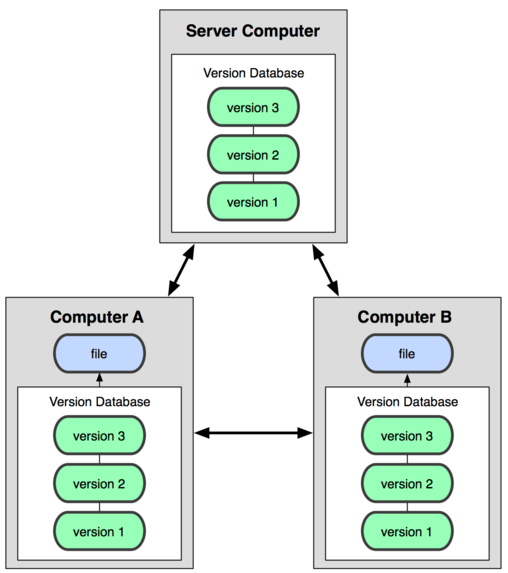 Server Computer
Version Database
version 3
version 2
version 1
Computer A
file
Version Database
version 3
version 2
version 1
Computer B
file
Version Database
version 3
version 2
version 1